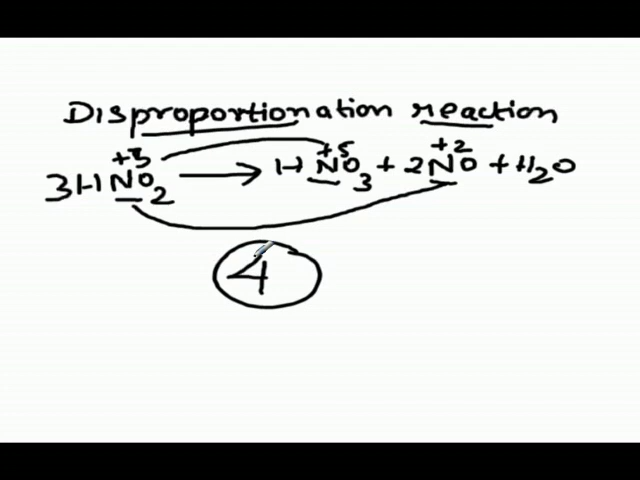 Disproportionation reaction
+3 +5 +2
3HNO2 → HNO3 + 2NO + H2O
4